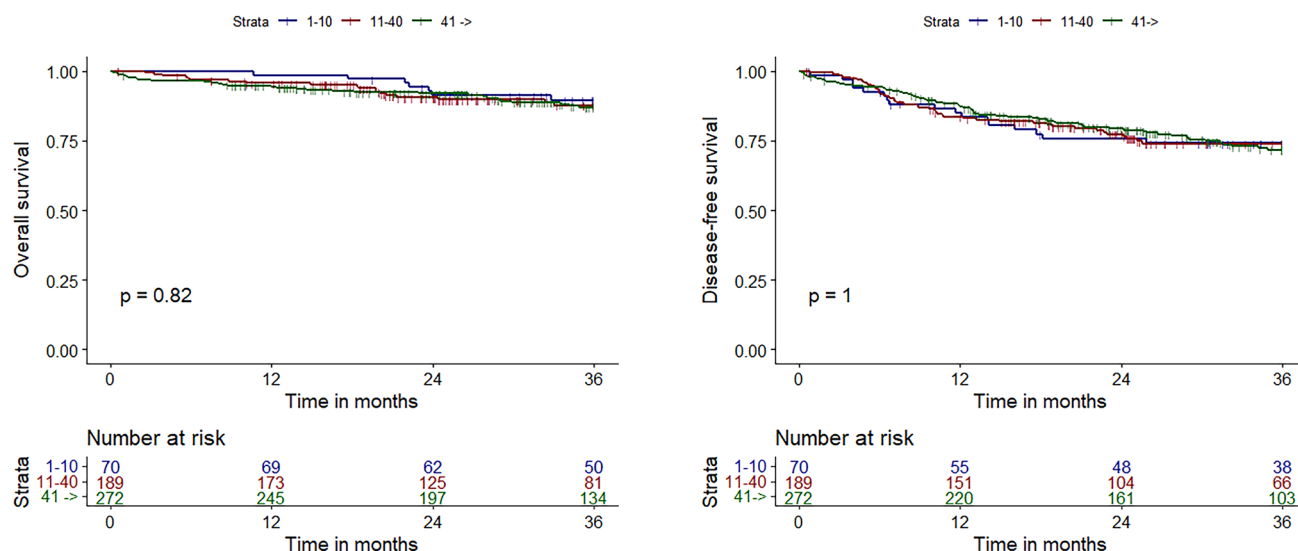 Strata 1-10 11-40 41 ->
1.00
0.75
0.50
0.25
0.00
Overall survival
p = 0.82
0 12 24 36
Time in months
Number at risk
Strata
1-10 70 69 62 50
11-40 189 173 125 81
41 -> 272 245 197 134
0 12 24 36
Time in months
Strata 1-10 11-40 41 ->
1.00
0.75
0.50
0.25
0.00
Disease-free survival
p = 1
0 12 24 36
Time in months
Number at risk
Strata
1-10 70 55 48 38
11-40 189 151 104 66
41-> 272 220 161 103
0 12 24 36
Time in months